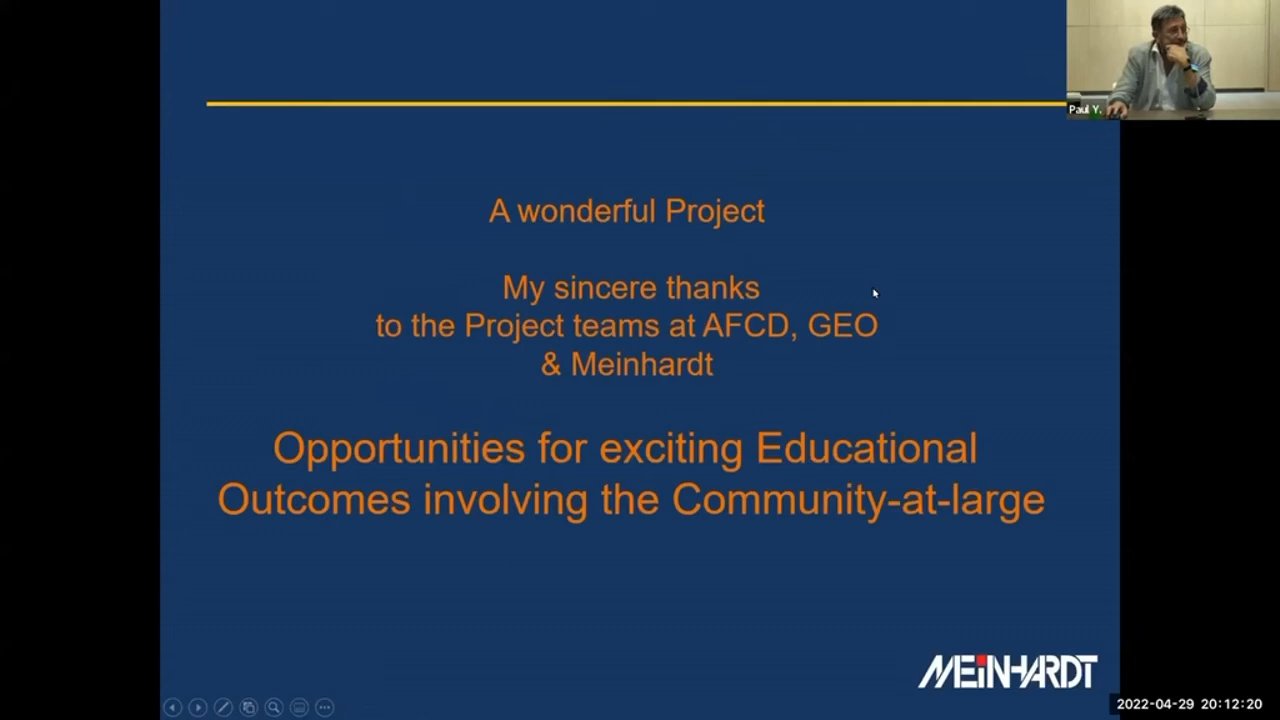 Paul Y.
A wonderful Project
My sincere thanks
to the Project teams at AFCD, GEO
& Meinhardt
Opportunities for exciting Educational
Outcomes involving the Community-at-large
MEINHARDT
2022-04-29 20:12:20